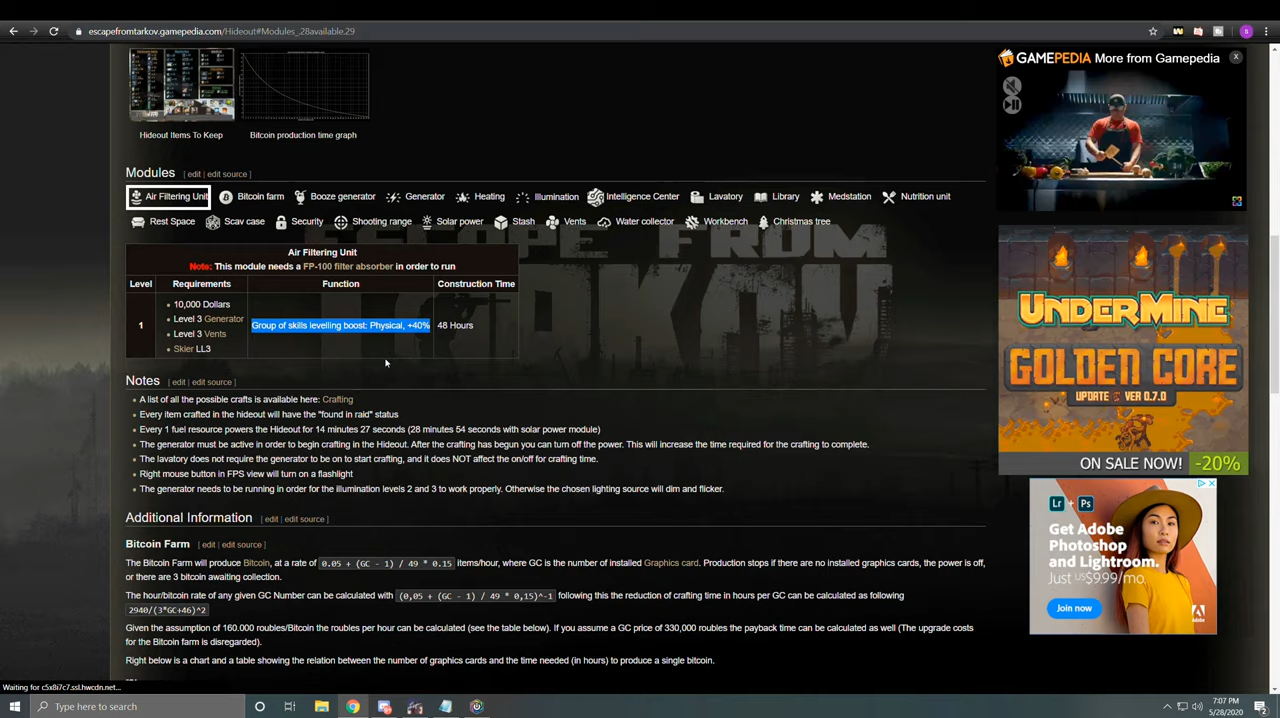 escapefromtarkov.gamepedia.com/Hideout#Modules_28available.29
Hideout Items To Keep
Bitcoin production time graph
GAMEPEDIA More from Gamepedia
X
Modules [ edit | edit source ]
Air Filtering Unit Bitcoin farm Booze generator Generator Heating Illumination Intelligence Center Lavatory Library Medstation Nutrition unit
Rest Space Scav case Security Shooting range Solar power Stash Vents Water collector Workbench Christmas tree
ESCAPE FROM
TARKOV
Air Filtering Unit
Note: This module needs a FP-100 filter absorber in order to run
Level Requirements Function Construction Time
10,000 Dollars
Level 3 Generator
1 Group of skills levelling boost: Physical, +40% 48 Hours
Level 3 Vents
Skier LL3
Notes [ edit | edit source ]
A list of all the possible crafts is available here: Crafting
Every item crafted in the hideout will have the "found in raid" status
Every 1 fuel resource powers the Hideout for 14 minutes 27 seconds (28 minutes 54 seconds with solar power module)
The generator must be active in order to begin crafting in the Hideout. After the crafting has begun you can turn off the power. This will increase the time required for the crafting to complete.
The lavatory does not require the generator to be on to start crafting, and it does NOT affect the on/off for crafting time.
Right mouse button in FPS view will turn on a flashlight
The generator needs to be running in order for the illumination levels 2 and 3 to work properly. Otherwise the chosen lighting source will dim and flicker.
Additional Information [ edit | edit source ]
Bitcoin Farm [ edit | edit source ]
The Bitcoin Farm will produce Bitcoin, at a rate of 0.05 + (GC - 1) / 49 * 0.15 items/hour, where GC is the number of installed Graphics card. Production stops if there are no installed graphics cards, the power is off,
or there are 3 bitcoin awaiting collection.
The hour/bitcoin rate of any given GC Number can be calculated with (0,05 + (GC - 1) / 49 * 0,15)^-1 following this the reduction of crafting time in hours per GC can be calculated as following
2940/(3*GC+46)^2
Given the assumption of 160.000 roubles/Bitcoin the roubles per hour can be calculated (see the table below). If you assume a GC price of 330,000 roubles the payback time can be calculated as well (The upgrade costs
for the Bitcoin farm is disregarded).
Right below is a chart and a table showing the relation between the number of graphics cards and the time needed (in hours) to produce a single bitcoin.
UNDERMINE
GOLDEN CORE
UPDATE VER 0.7.0
ON SALE NOW! -20%
Lr + Ps
Get Adobe
Photoshop
and Lightroom.
Just US$9.99/mo.
Join now
Adobe
Waiting for c5x8i7c7.ssl.hwcdn.net...
Type here to search
7:07 PM
5/28/2020
2